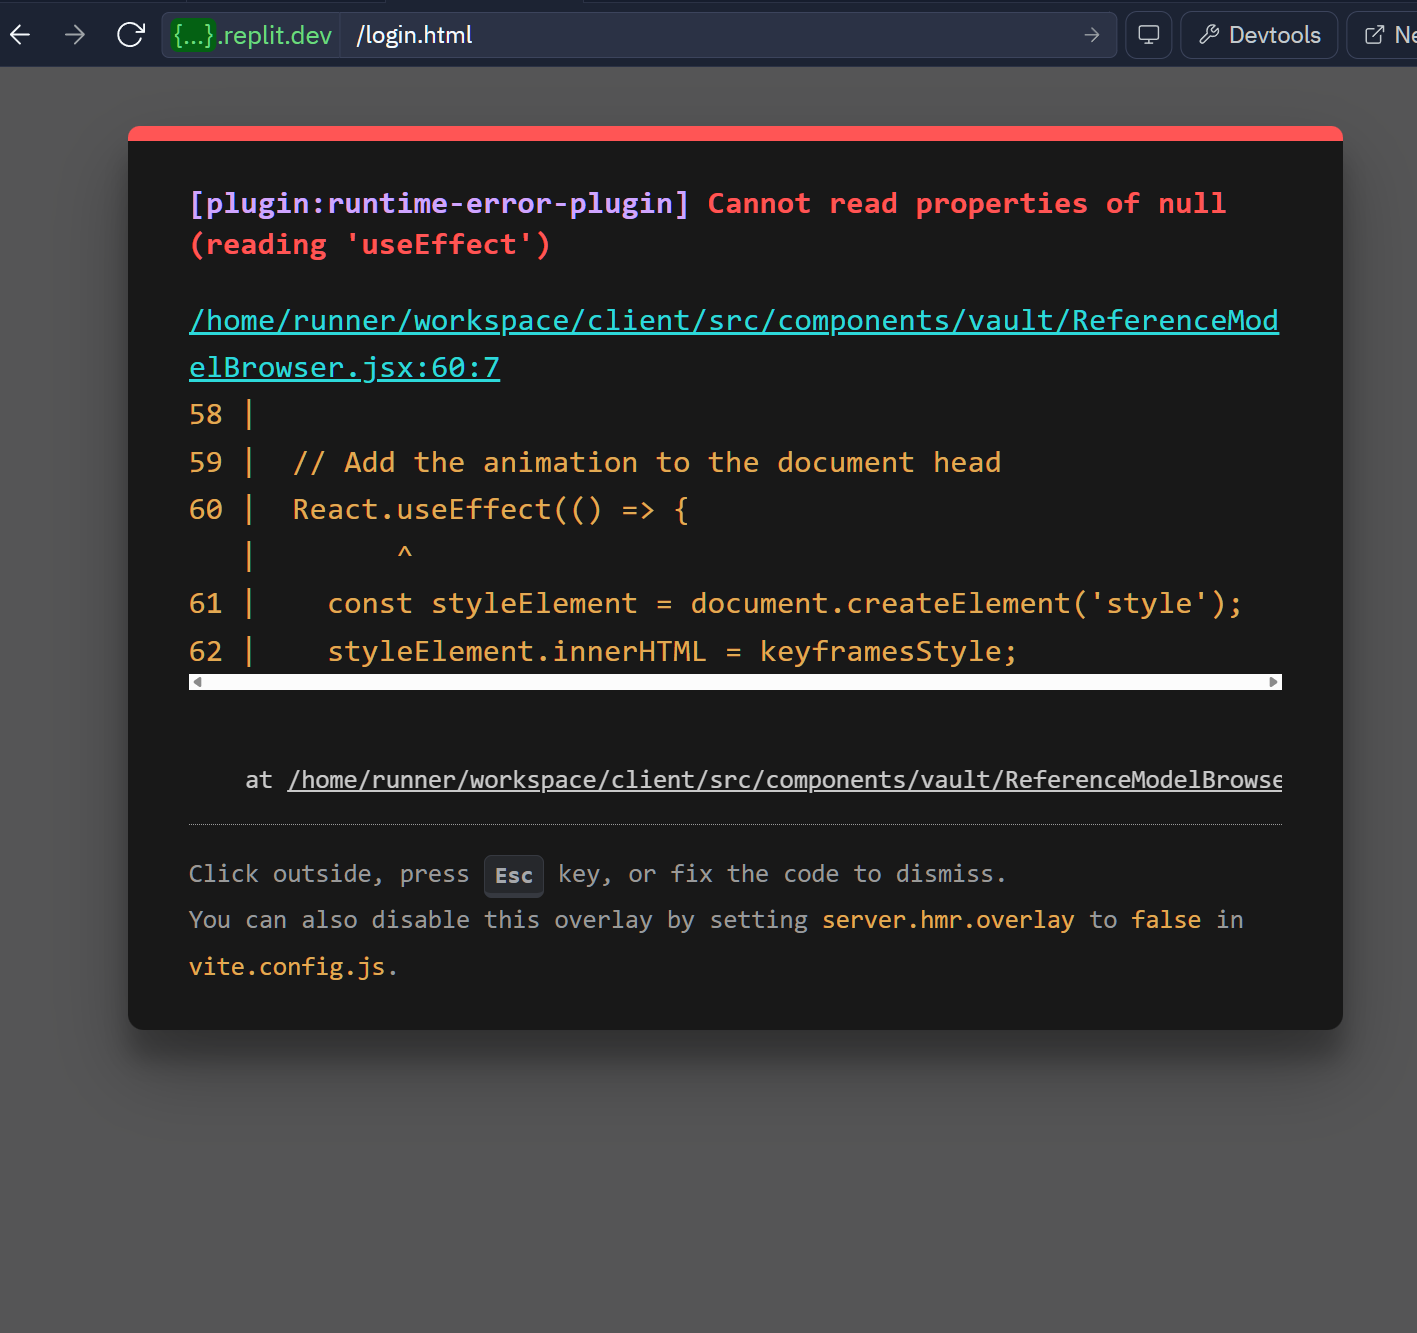 {...}.replit.dev /login.html → Devtools
[plugin:runtime-error-plugin] Cannot read properties of null
(reading 'useEffect')
/home/runner/workspace/client/src/components/vault/ReferenceMod
elBrowser.jsx:60:7
58 |
59 |  // Add the animation to the document head
60 |  React.useEffect(() => {
   |        ^
61 |    const styleElement = document.createElement('style');
62 |    styleElement.innerHTML = keyframesStyle;
at /home/runner/workspace/client/src/components/vault/ReferenceModelBrowse
Click outside, press Esc key, or fix the code to dismiss.
You can also disable this overlay by setting server.hmr.overlay to false in
vite.config.js.